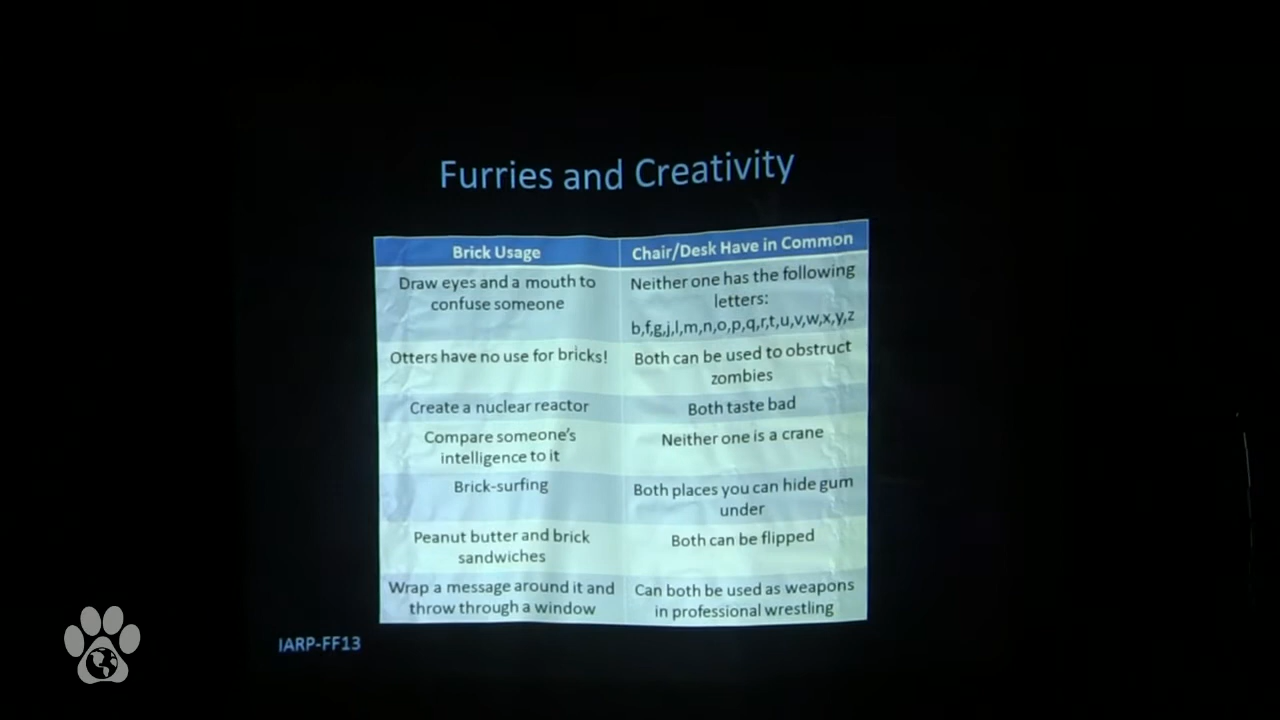 Furries and Creativity
Brick Usage
Chair/Desk Have in Common
Draw eyes and a mouth to
confuse someone
Neither one has the following
letters:
b,f,g,j,l,m,n,o,p,q,r,t,u,v,w,x,y,z
Otters have no use for bricks!
Both can be used to obstruct
zombies
Create a nuclear reactor
Both taste bad
Compare someone's
intelligence to it
Neither one is a crane
Brick-surfing
Both places you can hide gum
under
Peanut butter and brick
sandwiches
Both can be flipped
Wrap a message around it and
throw through a window
Can both be used as weapons
in professional wrestling
IARP-FF13